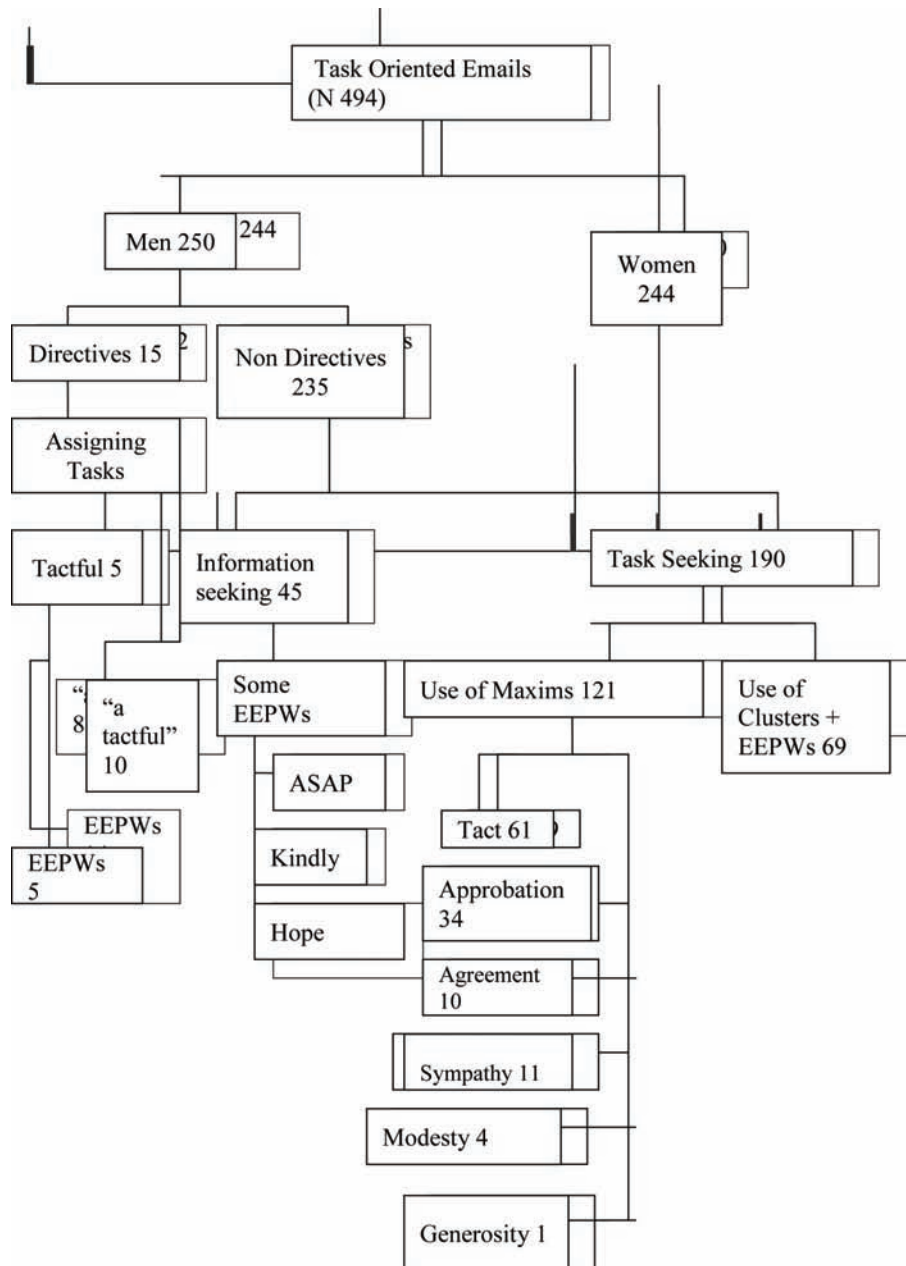 Task Oriented Emails
(N 494)
Men 250
244
Women
244
Directives 15
2
Non Directives
235
s
Assigning
Tasks
Tactful 5
Information
seeking 45
Task Seeking 190
8
“a
tactful”
10
Some
EEPWs
Use of Maxims 121
Use of
Clusters +
EEPWs 69
ASAP
Tact 61
EEPWs
EEPWs
5
Kindly
Approbation
34
Hope
Agreement
10
Sympathy 11
Modesty 4
Generosity 1